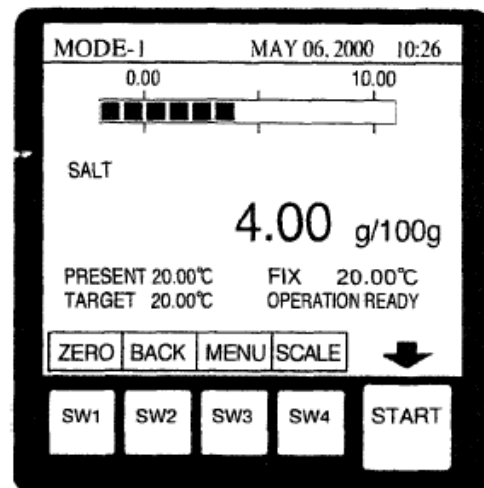 MODE-1 MAY 06, 2000 10:26
0.00 10.00
SALT
4.00 g/100g
PRESENT 20.00℃ FIX 20.00℃
TARGET 20.00℃ OPERATION READY
ZERO BACK MENU SCALE
SW1 SW2 SW3 SW4 START